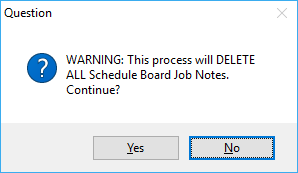 Question
WARNING: This process will DELETE
ALL Schedule Board Job Notes.
Continue?
Yes
No